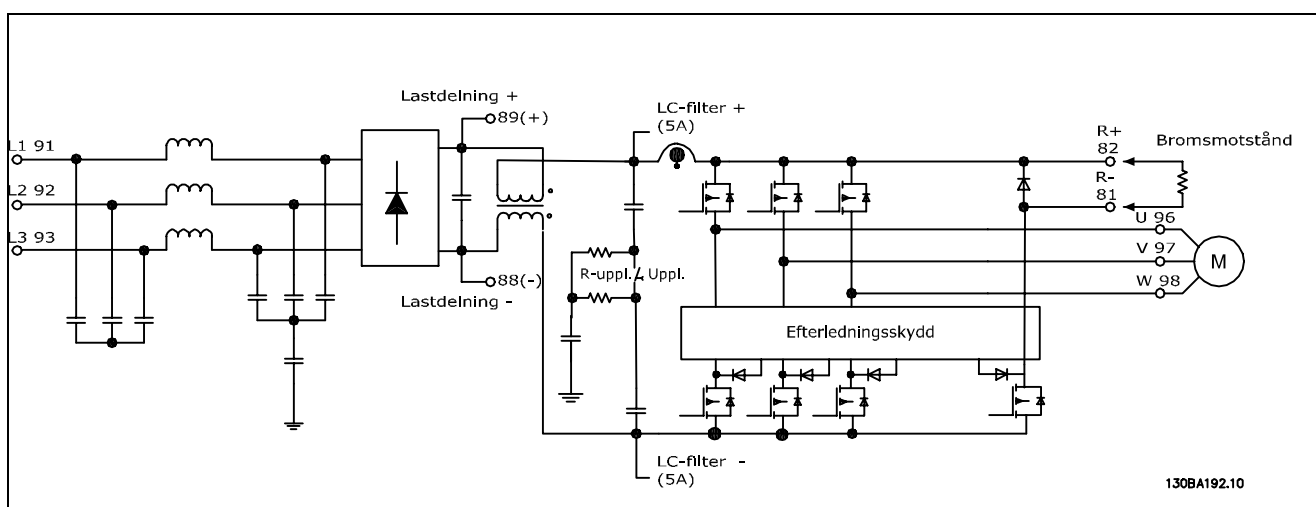 Lastdelning +
89(+)
LC-filter +
(5A)
L1 91
L2 92
L3 93
R+
82
Bromsmotstånd
R-
81
U 96
V 97
W 98
M
R-uppl.
Uppl.
88(-)
Lastdelning -
Efterledningsskydd
LC-filter -
(5A)
130BA192.10